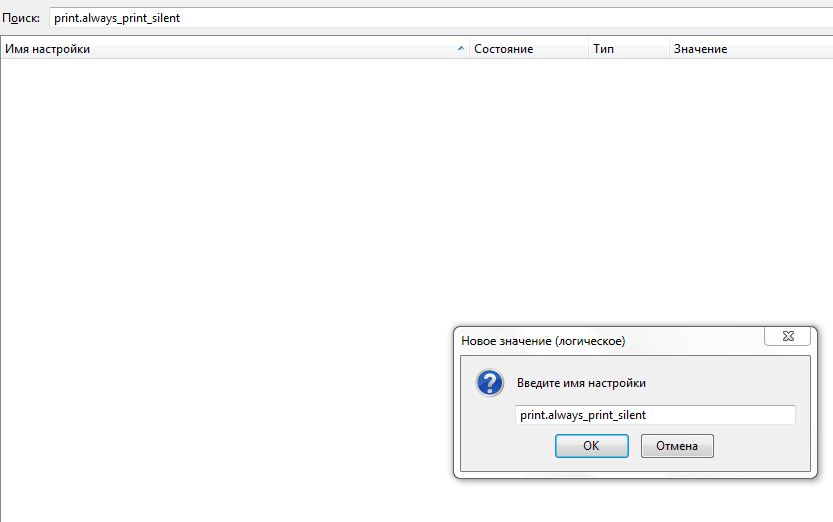 Поиск: print.always_print_silent
Имя настройки Состояние Тип Значение
Новое значение (логическое)
Введите имя настройки
print.always_print_silent
OK Отмена